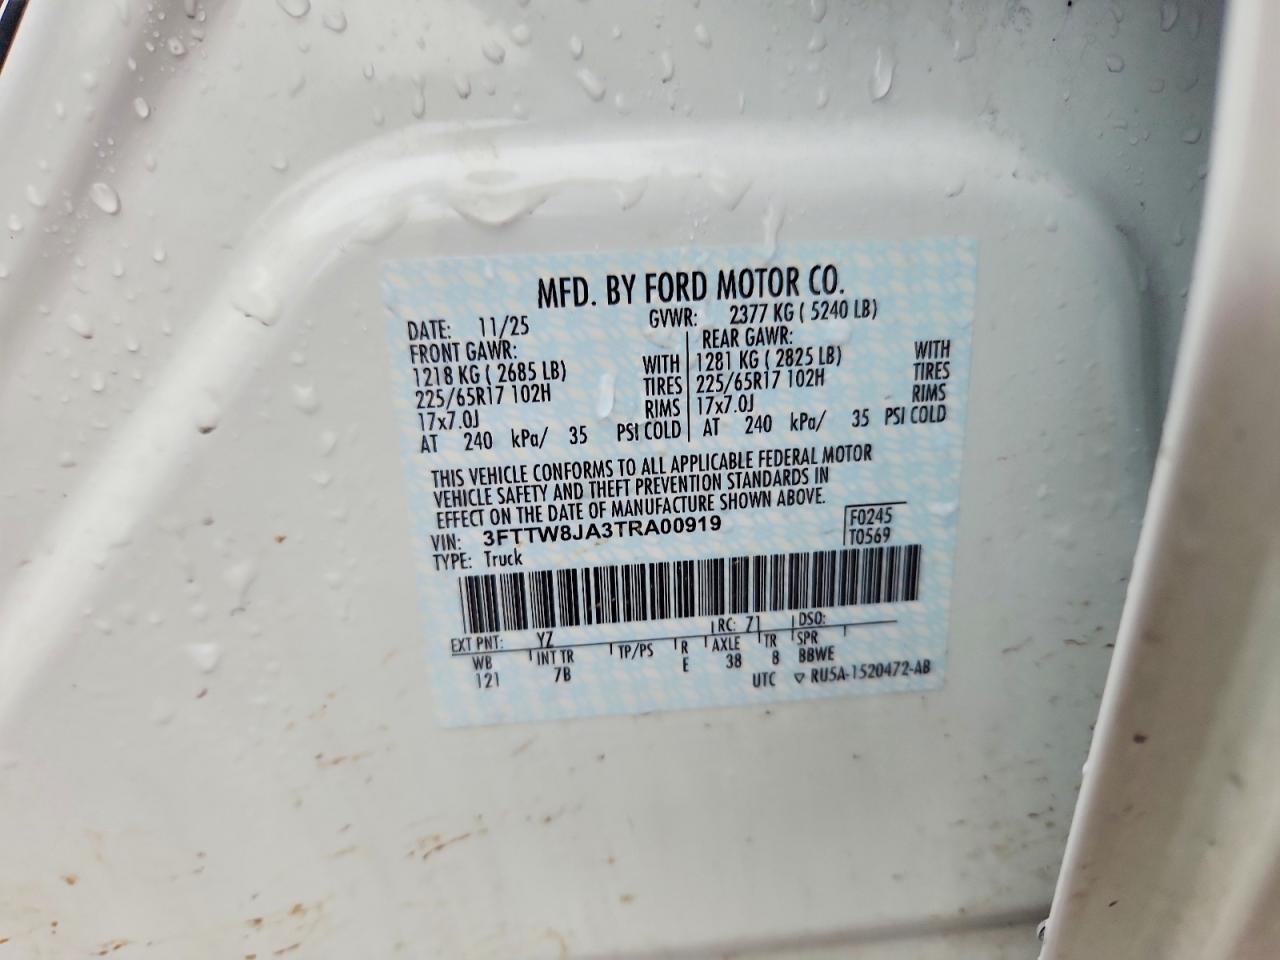 MFD. BY FORD MOTOR CO.
DATE: 11/25 GVWR: 2377 KG ( 5240 LB)
FRONT GAWR: REAR GAWR:
1218 KG ( 2685 LB) WITH 1281 KG ( 2825 LB) WITH
225/65R17 102H TIRES 225/65R17 102H TIRES
17x7.0J RIMS 17x7.0J RIMS
AT 240 kPa/ 35 PSI COLD AT 240 kPa/ 35 PSI COLD
THIS VEHICLE CONFORMS TO ALL APPLICABLE FEDERAL MOTOR
VEHICLE SAFETY AND THEFT PREVENTION STANDARDS IN
EFFECT ON THE DATE OF MANUFACTURE SHOWN ABOVE.
VIN: 3FTTW8JA3TRA00919 F0245
TYPE: Truck T0569
EXT PNT: YZ RC: 71 DSO:
WB INT TR TP/PS R AXLE TR SPR
121 7B E 38 8 BBWE
UTC ▽ RU5A-1520472-AB